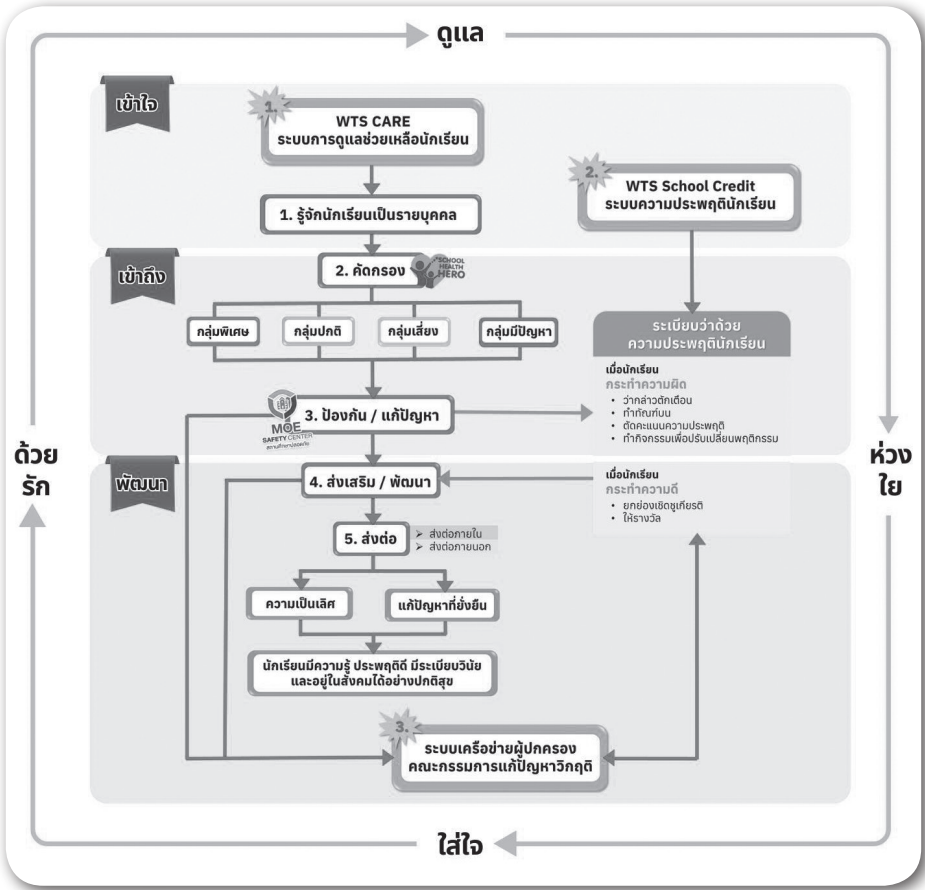 ดูแล
เข้าใจ
1.
WTS CARE
ระบบการดูแลช่วยเหลือนักเรียน
2.
WTS School Credit
ระบบความประพฤตินักเรียน
1. รู้จักนักเรียนเป็นรายบุคคล
เข้าถึง
2. คัดกรอง
SCHOOL
HEALTH
HERO
กลุ่มพิเศษ
กลุ่มปกติ
กลุ่มเสี่ยง
กลุ่มมีปัญหา
ระเบียบว่าด้วย
ความประพฤตินักเรียน
เมื่อนักเรียน
กระทำความผิด
• ว่ากล่าวตักเตือน
• ทำทัณฑ์บน
• ตัดคะแนนความประพฤติ
• ทำกิจกรรมเพื่อปรับเปลี่ยนพฤติกรรม
3. ป้องกัน / แก้ปัญหา
MOE
SAFETY CENTER
สถานศึกษาปลอดภัย
ด้วย
รัก
ห่วง
ใย
พัฒนา
4. ส่งเสริม / พัฒนา
เมื่อนักเรียน
กระทำความดี
• ยกย่องเชิดชูเกียรติ
• ให้รางวัล
5. ส่งต่อ
➢ ส่งต่อภายใน
➢ ส่งต่อภายนอก
ความเป็นเลิศ
แก้ปัญหาที่ยั่งยืน
นักเรียนมีความรู้ ประพฤติดี มีระเบียบวินัย
และอยู่ในสังคมได้อย่างปกติสุข
3.
ระบบเครือข่ายผู้ปกครอง
คณะกรรมการแก้ปัญหาวิกฤติ
ใส่ใจ